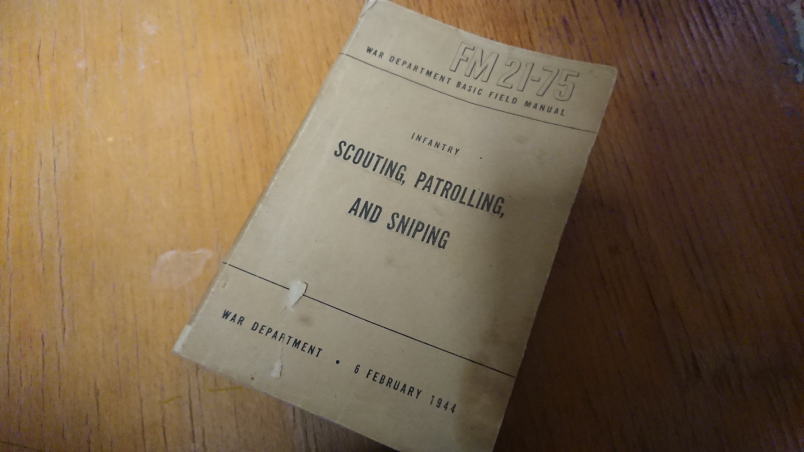 FM 21-75
WAR DEPARTMENT BASIC FIELD MANUAL
INFANTRY
SCOUTING, PATROLLING,
AND SNIPING
WAR DEPARTMENT • 6 FEBRUARY 1944